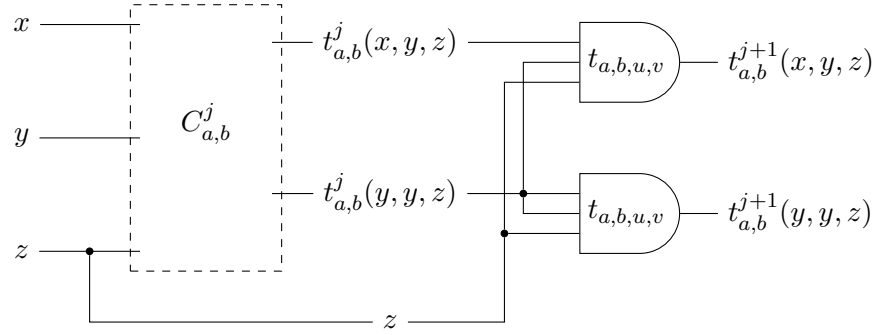 x
t^j_{a,b}(x, y, z)
t_{a,b,u,v}
t^{j+1}_{a,b}(x, y, z)
y
C^j_{a,b}
t^j_{a,b}(y, y, z)
t_{a,b,u,v}
t^{j+1}_{a,b}(y, y, z)
z
z